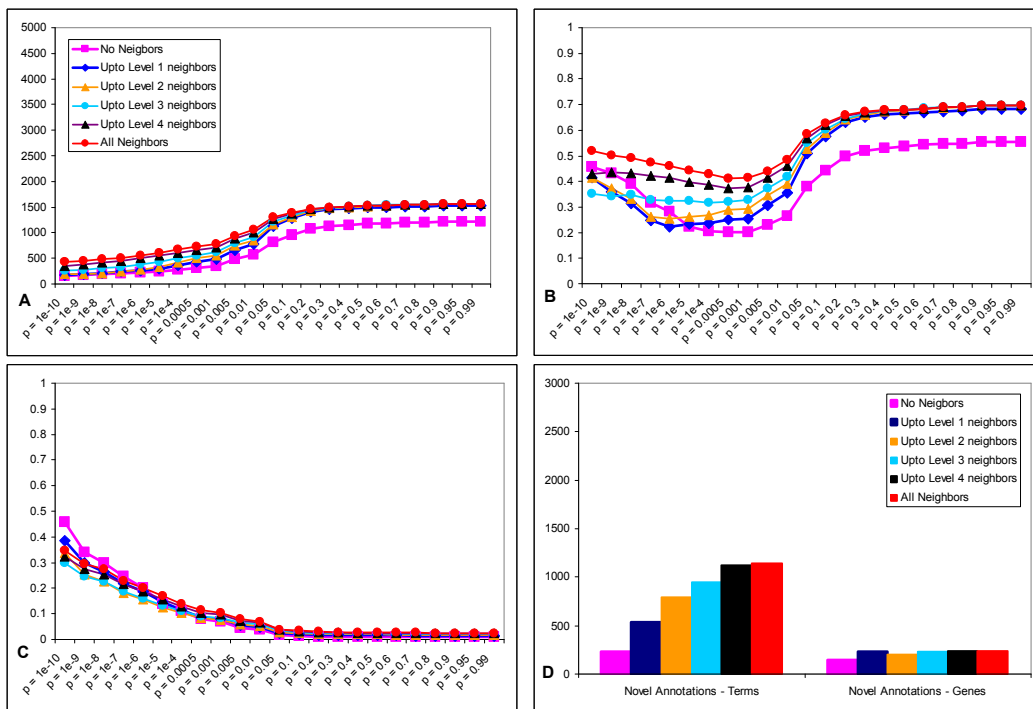 5000
4500
4000
3500
3000
2500
2000
1500
1000
500
0
No Neigbors
Upto Level 1 neighbors
Upto Level 2 neighbors
Upto Level 3 neighbors
Upto Level 4 neighbors
All Neighbors
A
p = 1e-10
p = 1e-9
p = 1e-8
p = 1e-7
p = 1e-6
p = 1e-5
p = 1e-4
p = 0.0005
p = 0.001
p = 0.005
p = 0.01
p = 0.05
p = 0.1
p = 0.2
p = 0.3
p = 0.4
p = 0.5
p = 0.6
p = 0.7
p = 0.8
p = 0.9
p = 0.95
p = 0.99
1
0.9
0.8
0.7
0.6
0.5
0.4
0.3
0.2
0.1
0
B
p = 1e-10
p = 1e-9
p = 1e-8
p = 1e-7
p = 1e-6
p = 1e-5
p = 1e-4
p = 0.0005
p = 0.001
p = 0.005
p = 0.01
p = 0.05
p = 0.1
p = 0.2
p = 0.3
p = 0.4
p = 0.5
p = 0.6
p = 0.7
p = 0.8
p = 0.9
p = 0.95
p = 0.99
1
0.9
0.8
0.7
0.6
0.5
0.4
0.3
0.2
0.1
0
C
p = 1e-10
p = 1e-9
p = 1e-8
p = 1e-7
p = 1e-6
p = 1e-5
p = 1e-4
p = 0.0005
p = 0.001
p = 0.005
p = 0.01
p = 0.05
p = 0.1
p = 0.2
p = 0.3
p = 0.4
p = 0.5
p = 0.6
p = 0.7
p = 0.8
p = 0.9
p = 0.95
p = 0.99
3000
2500
2000
1500
1000
500
0
No Neigbors
Upto Level 1 neighbors
Upto Level 2 neighbors
Upto Level 3 neighbors
Upto Level 4 neighbors
All Neighbors
D
Novel Annotations - Terms
Novel Annotations - Genes